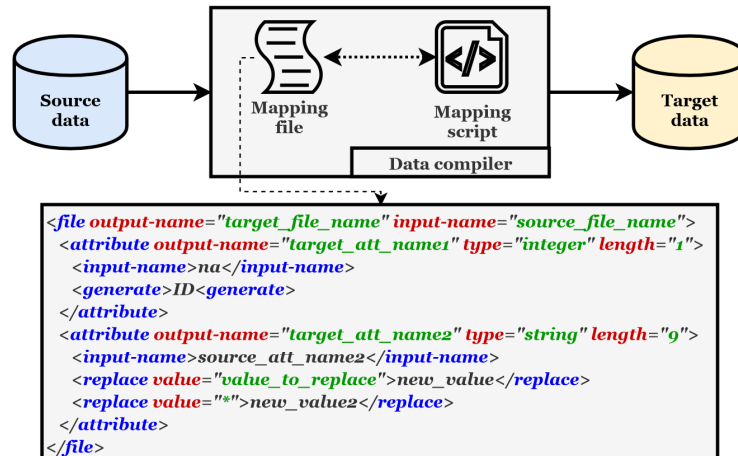 Source
data
Mapping
file
</>
Mapping
script
Data compiler
Target
data
<file output-name="target_file_name" input-name="source_file_name">
<attribute output-name="target_att_name1" type="integer" length="1">
<input-name>na</input-name>
<generate>ID<generate>
</attribute>
<attribute output-name="target_att_name2" type="string" length="9">
<input-name>source_att_name2</input-name>
<replace value="value_to_replace">new_value</replace>
<replace value="*">new_value2</replace>
</attribute>
</file>